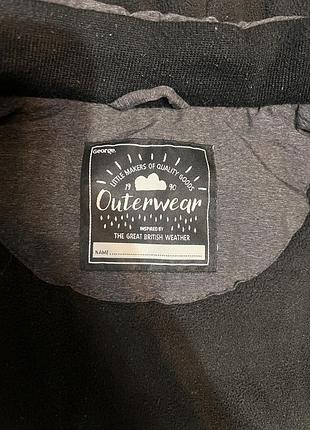 George.
LITTLE MAKERS OF QUALITY GOODS
19 90
Outerwear
INSPIRED BY
THE GREAT BRITISH WEATHER
NAME